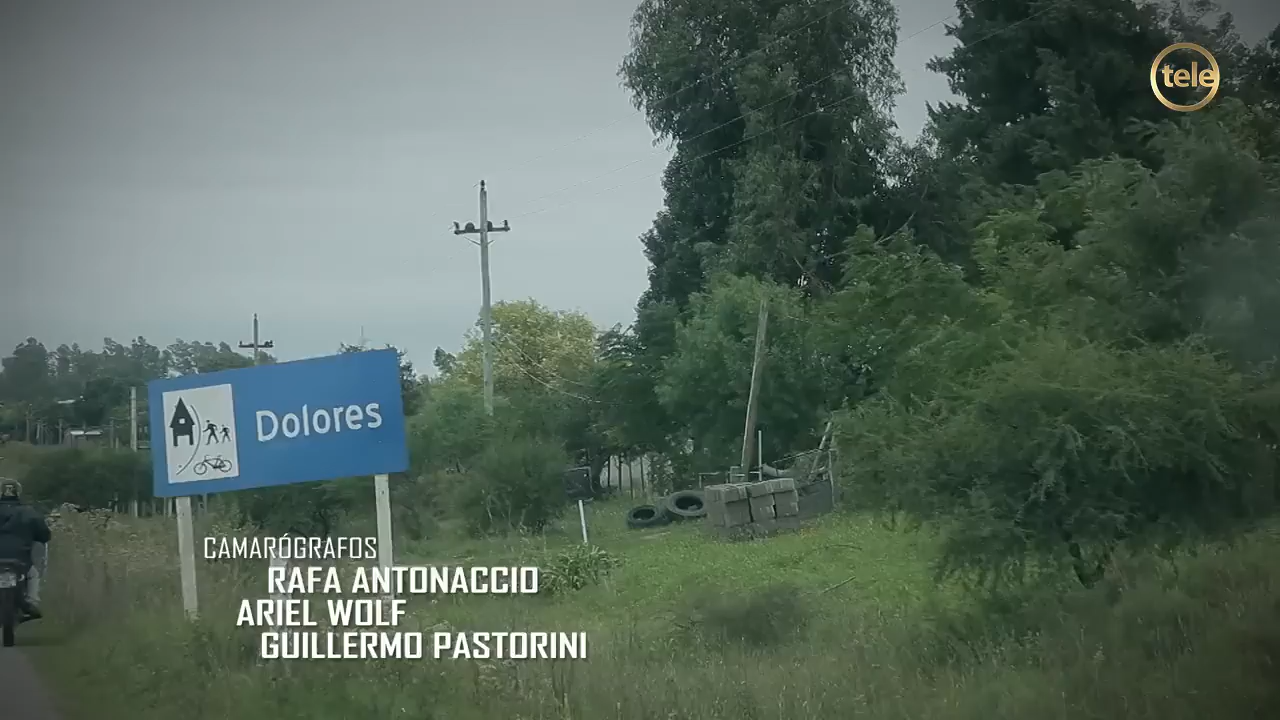 tele
Dolores
CAMARÓGRAFOS
RAFA ANTONACCIO
ARIEL WOLF
GUILLERMO PASTORINI